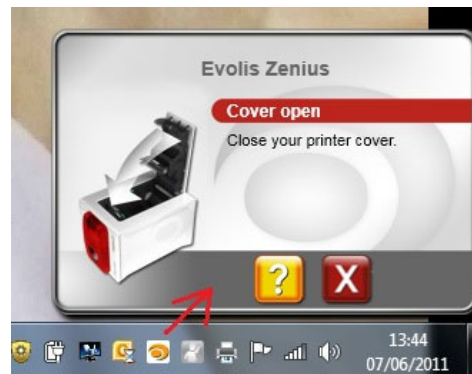 Evolis Zenius
Cover open
Close your printer cover.
?
X
13:44
07/06/2011